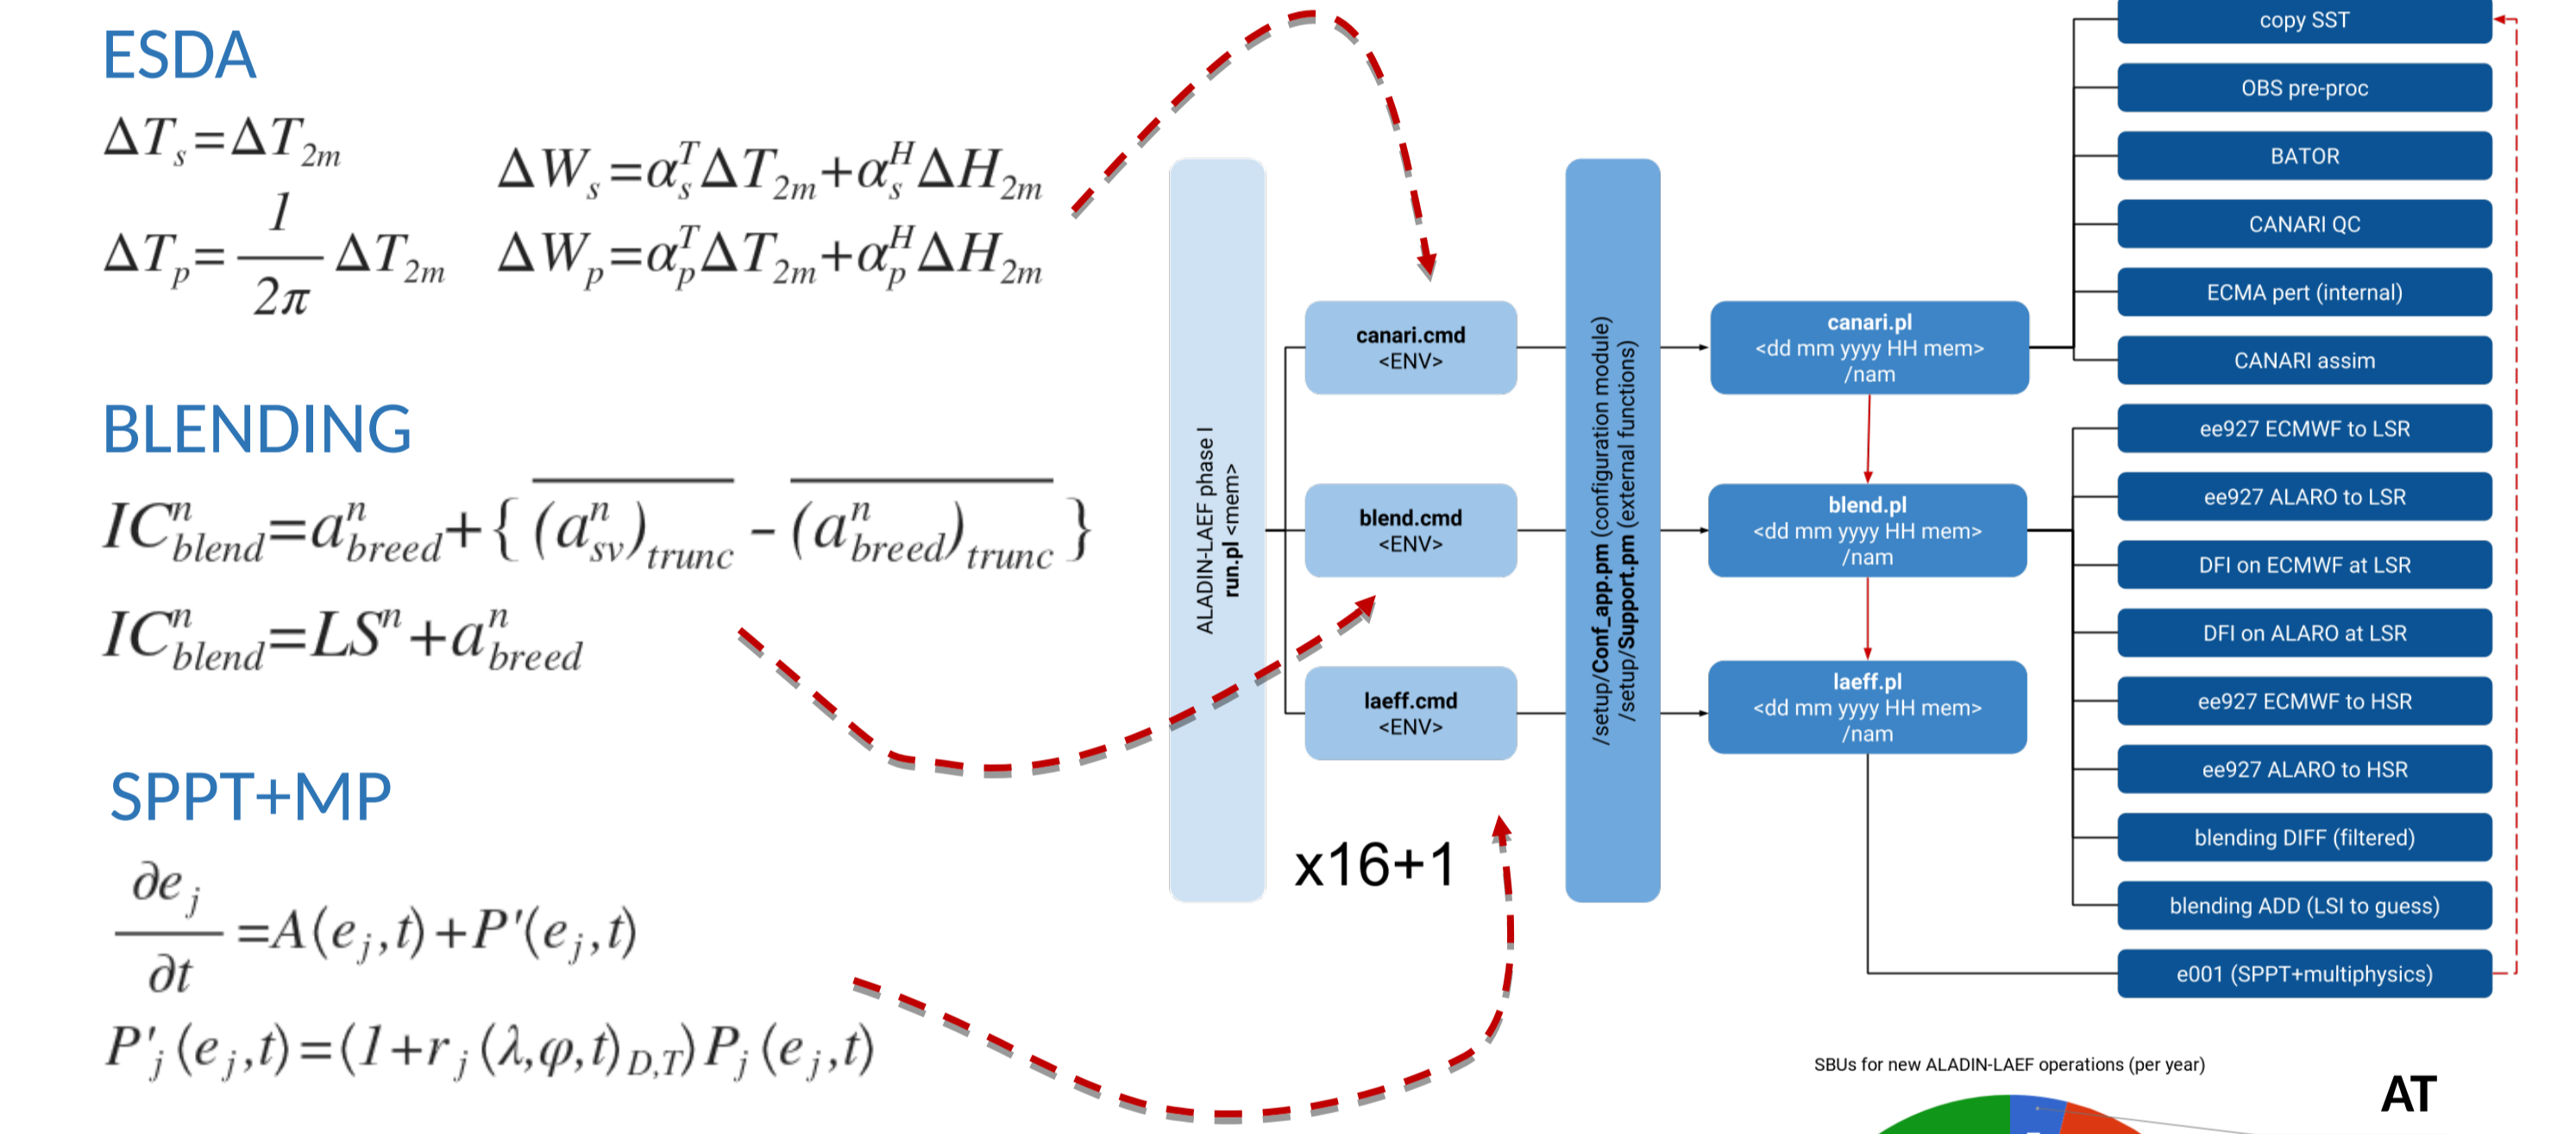 ESDA
ΔT_s=ΔT_2m
ΔT_p= 1/2π ΔT_2m
ΔW_s=α_s^TΔT_2m+α_s^HΔH_2m
ΔW_p=α_p^TΔT_2m+α_p^HΔH_2m
BLENDING
IC^n_blend=a^n_breed+{ (a^n_sv)_trunc - (a^n_breed)_trunc }
IC^n_blend=LS^n+a^n_breed
SPPT+MP
∂e_j/∂t =A(e_j,t)+P'(e_j,t)
P'_j(e_j,t)=(1+r_j(λ,φ,t)_D,T)P_j(e_j,t)
ALADIN-LAEF phase I
run.pl <mem>
canari.cmd
<ENV>
blend.cmd
<ENV>
laeff.cmd
<ENV>
x16+1
/setup/Conf_app.pm (configuration module)
/setup/Support.pm (external functions)
canari.pl
<dd mm yyyy HH mem>
/nam
blend.pl
<dd mm yyyy HH mem>
/nam
laeff.pl
<dd mm yyyy HH mem>
/nam
copy SST
OBS pre-proc
BATOR
CANARI QC
ECMA pert (internal)
CANARI assim
ee927 ECMWF to LSR
ee927 ALARO to LSR
DFI on ECMWF at LSR
DFI on ALARO at LSR
ee927 ECMWF to HSR
ee927 ALARO to HSR
blending DIFF (filtered)
blending ADD (LSI to guess)
e001 (SPPT+multiphysics)
SBUs for new ALADIN-LAEF operations (per year)
AT